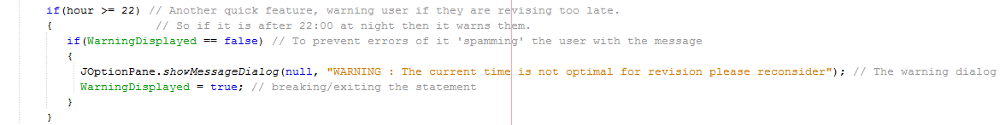 if(hour >= 22) // Another quick feature, warning user if they are revising too late.
{ // So if it is after 22:00 at night then it warns them.
if(WarningDisplayed == false) // To prevent errors of it 'spamming' the user with the message
{
JOptionPane.showMessageDialog(null, "WARNING : The current time is not optimal for revision please reconsider"); // The warning dialog
WarningDisplayed = true; // breaking/exiting the statement
}
}